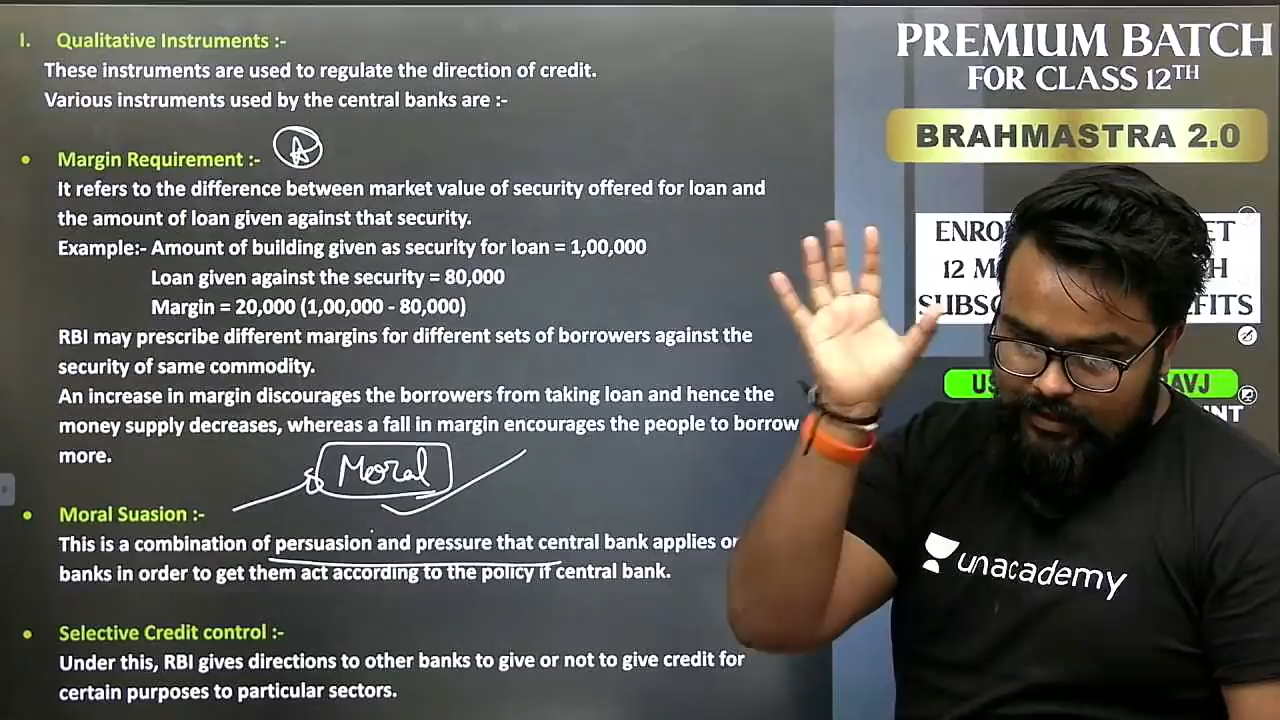 I. Qualitative Instruments :-
These instruments are used to regulate the direction of credit.
Various instruments used by the central banks are :-
• Margin Requirement :-
It refers to the difference between market value of security offered for loan and
the amount of loan given against that security.
Example:- Amount of building given as security for loan = 1,00,000
Loan given against the security = 80,000
Margin = 20,000 (1,00,000 - 80,000)
RBI may prescribe different margins for different sets of borrowers against the
security of same commodity.
An increase in margin discourages the borrowers from taking loan and hence the
money supply decreases, whereas a fall in margin encourages the people to borrow
more.
Moral
• Moral Suasion :-
This is a combination of persuasion and pressure that central bank applies
banks in order to get them act according to the policy if central bank.
• Selective Credit control :-
Under this, RBI gives directions to other banks to give or not to give credit for
certain purposes to particular sectors.
PREMIUM BATCH
FOR CLASS 12TH
BRAHMASTRA 2.0
12
unacademy